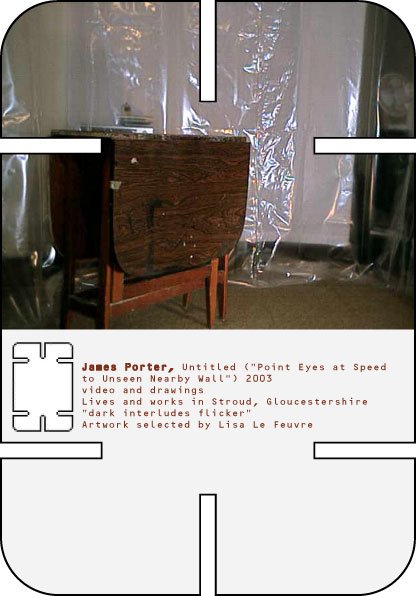 James Porter, Untitled ("Point Eyes at Speed
to Unseen Nearby Wall") 2003
video and drawings
Lives and works in Stroud, Gloucestershire
"dark interludes flicker"
Artwork selected by Lisa Le Feuvre